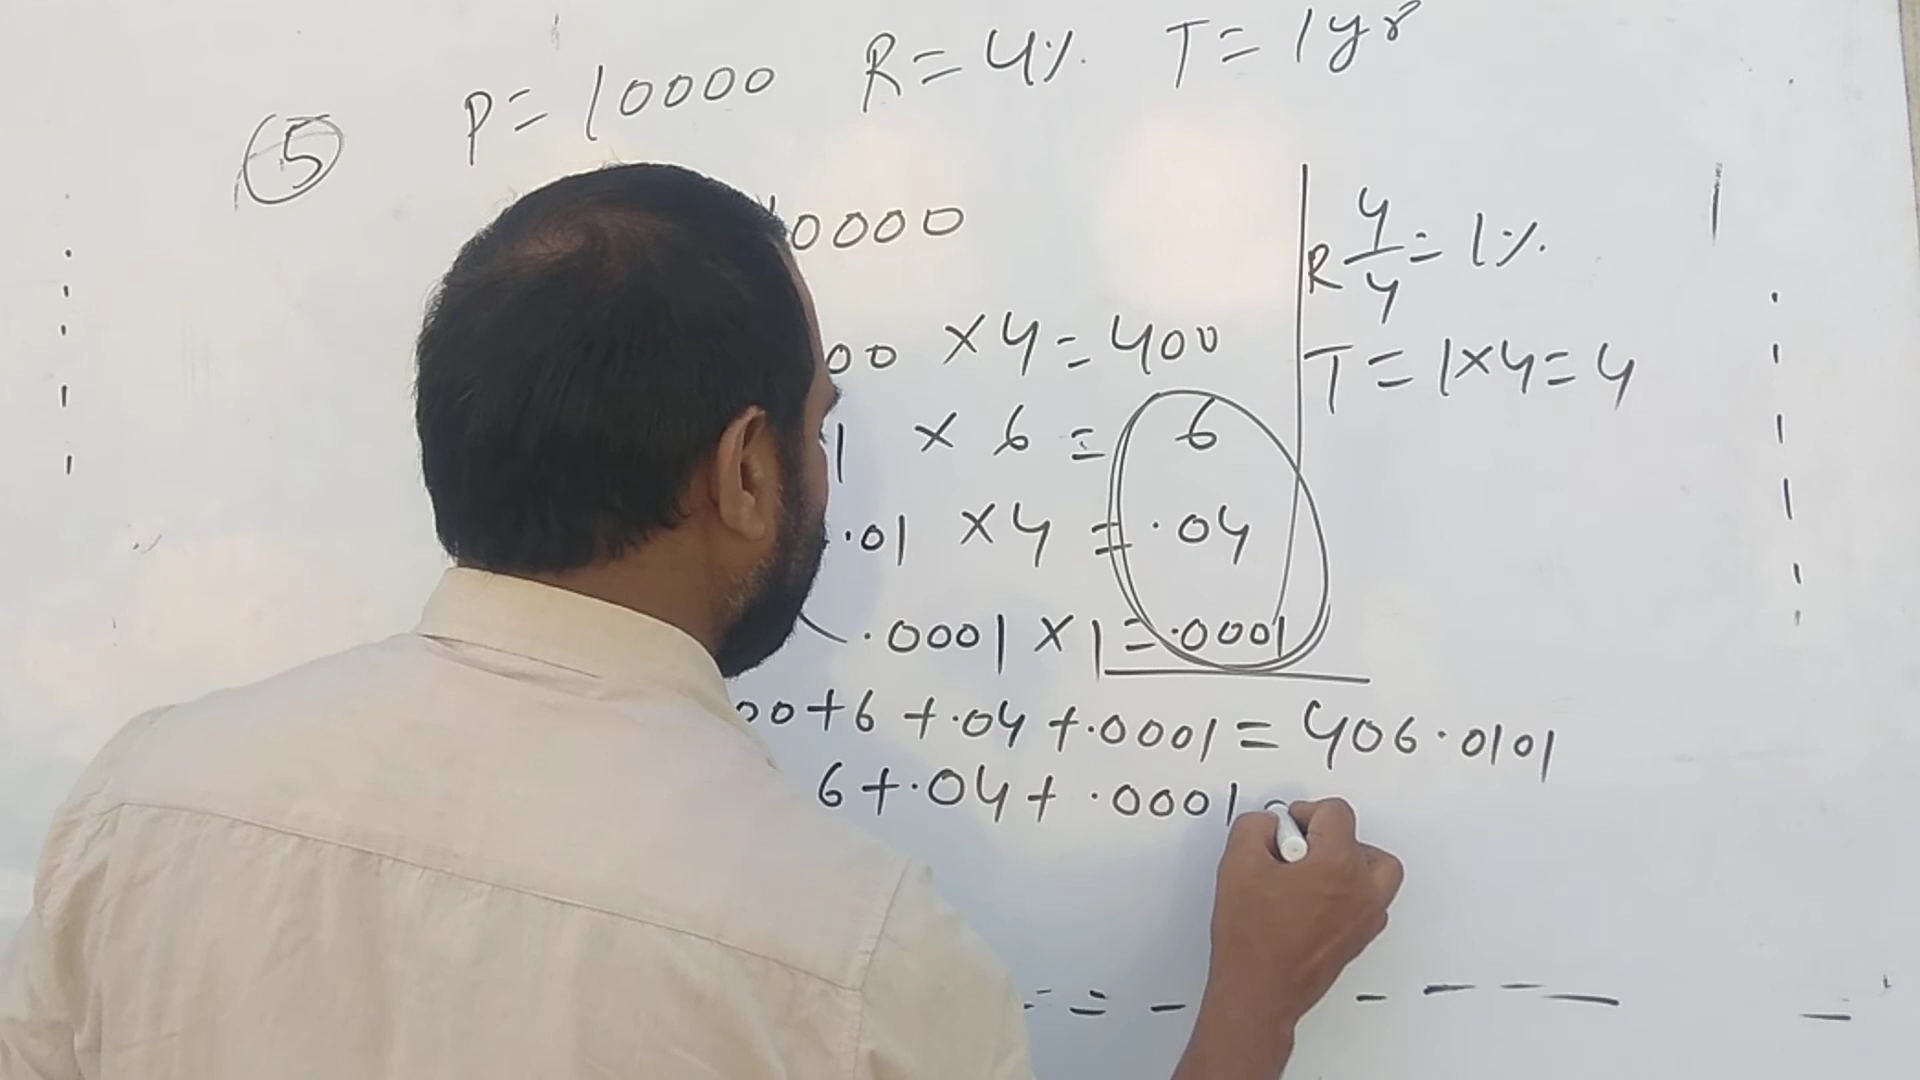 ⑤ P = 10000 R = 4% T = 1 yr
0000
R 4/4 = 1%
00 × 4 = 400
T = 1×4 = 4
1 × 6 = 6
.01 × 4 = .04
.0001 × 1 = .0001
00+6 +.04 +.0001 = 406.0101
6+.04+ .0001